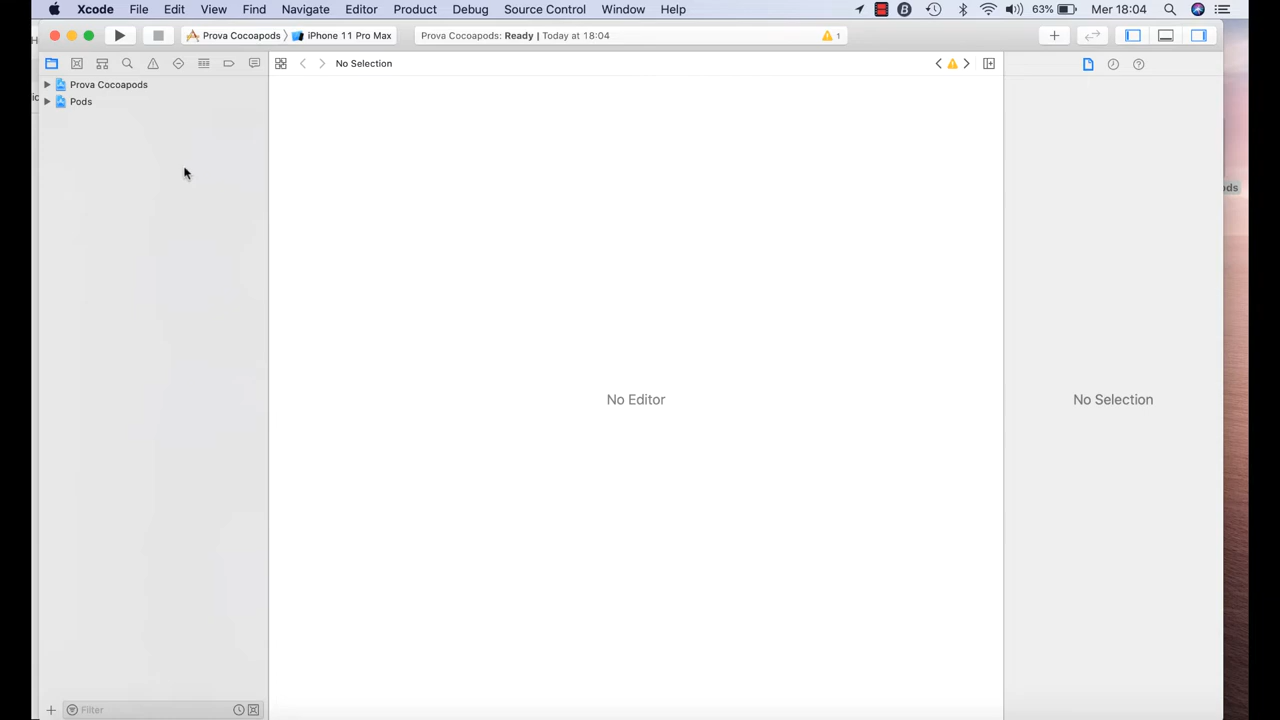 Xcode File Edit View Find Navigate Editor Product Debug Source Control Window Help 63% Mer 18:04
Prova Cocoapods iPhone 11 Pro Max Prova Cocoapods: Ready | Today at 18:04 1
No Selection
Prova Cocoapods
Pods
ods
No Editor
No Selection
Filter